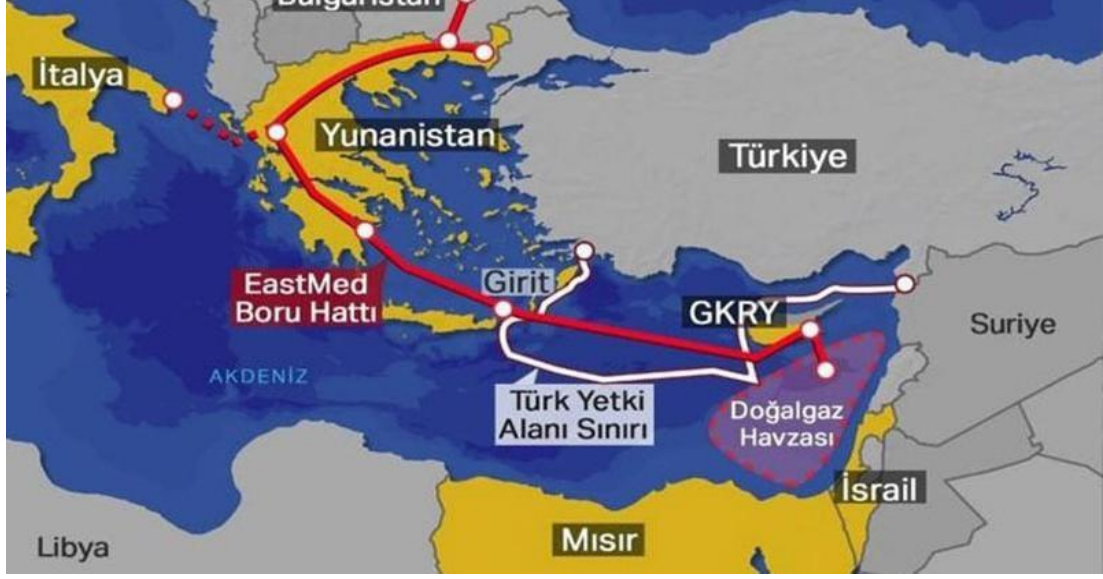 Bulgaristan
İtalya
Yunanistan
Türkiye
EastMed
Boru Hattı
Girit
GKRY
Suriye
AKDENİZ
Türk Yetki
Alanı Sınırı
Doğalgaz
Havzası
İsrail
Mısır
Libya